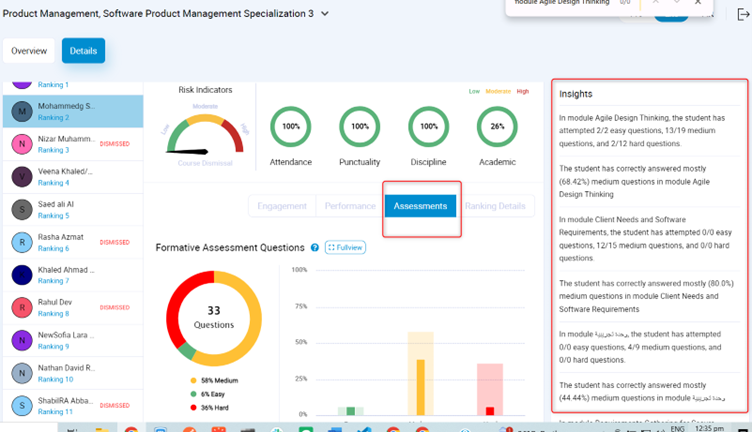 Product Management, Software Product Management Specialization 3
module Agile Design Thinking 0/0
Overview
Details
Ranking 1
M
Mohammedg S...
Ranking 2
N
Nizar Muhamm...
Ranking 3
DISMISSED
V
Veena Khaled/...
Ranking 4
S
Saed ali Al
Ranking 5
R
Rasha Azmat
Ranking 6
DISMISSED
K
Khaled Ahmad ...
Ranking 7
R
Rahul Dev
Ranking 8
DISMISSED
N
NewSofia Lara ...
Ranking 9
N
Nathan David R...
Ranking 10
S
ShabilRA Abba...
Ranking 11
DISMISSED
Risk Indicators
Low Moderate High
Moderate
Low
High
Course Dismissal
100%
Attendance
100%
Punctuality
100%
Discipline
26%
Academic
Engagement
Performance
Assessments
Ranking Details
Formative Assessment Questions
Fullview
33
Questions
58% Medium
6% Easy
36% Hard
100%
75%
50%
25%
0%
Insights
In module Agile Design Thinking, the student has
attempted 2/2 easy questions, 13/19 medium
questions, and 2/12 hard questions.
The student has correctly answered mostly
(68.42%) medium questions in module Agile
Design Thinking
In module Client Needs and Software
Requirements, the student has attempted 0/0 easy
questions, 12/15 medium questions, and 0/0 hard
questions.
The student has correctly answered mostly (80.0%)
medium questions in module Client Needs and
Software Requirements
In module وحدة تجريبية, the student has attempted
0/0 easy questions, 4/9 medium questions, and
0/0 hard questions.
The student has correctly answered mostly
(44.44%) medium questions in module وحدة تجريبية
ENG 12:35 pm